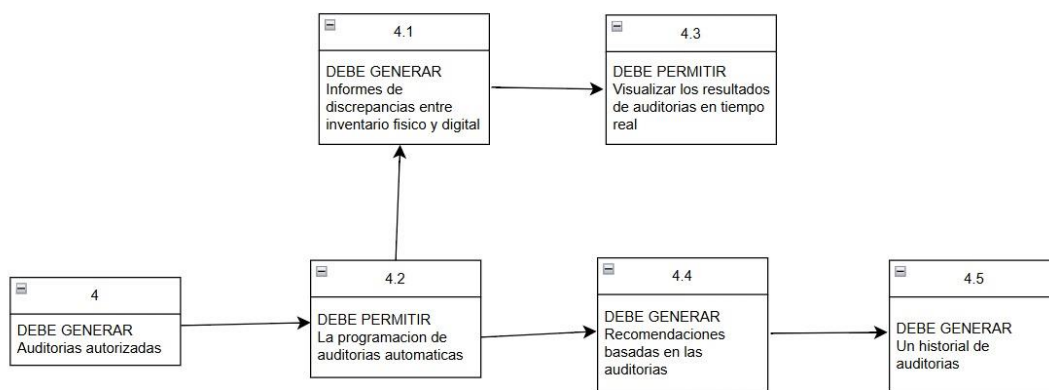 4.1
DEBE GENERAR
Informes de
discrepancias entre
inventario fisico y digital
4.3
DEBE PERMITIR
Visualizar los resultados
de auditorias en tiempo
real
4
DEBE GENERAR
Auditorias autorizadas
4.2
DEBE PERMITIR
La programacion de
auditorias automaticas
4.4
DEBE GENERAR
Recomendaciones
basadas en las
auditorias
4.5
DEBE GENERAR
Un historial de
auditorias